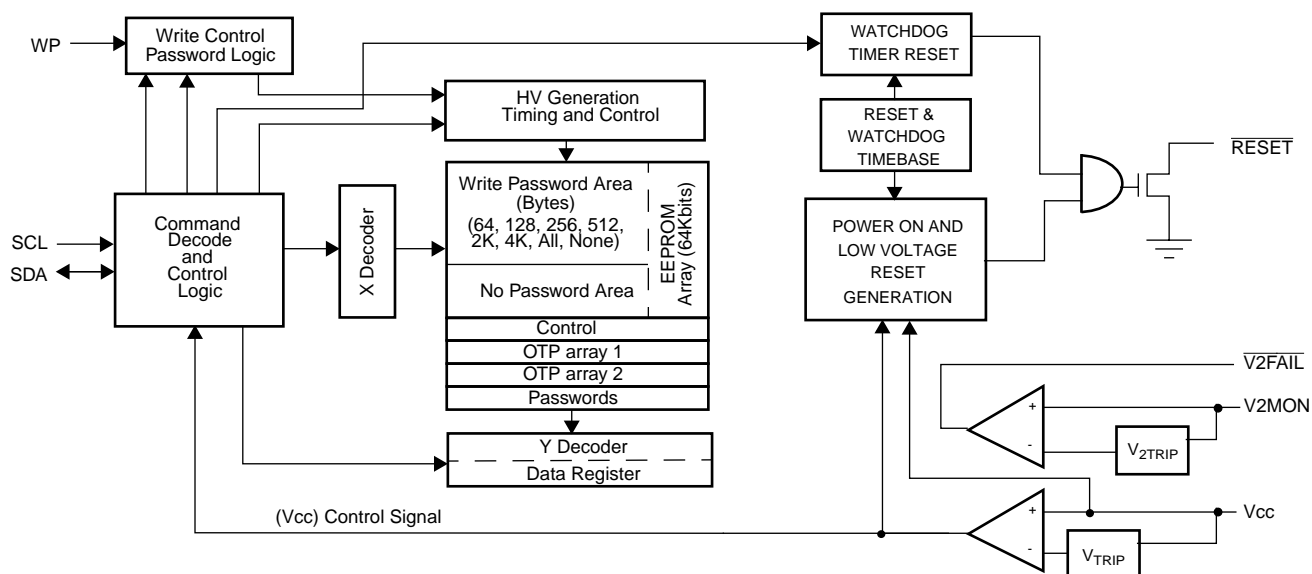 WP
Write Control
Password Logic
HV Generation
Timing and Control
WATCHDOG
TIMER RESET
RESET &
WATCHDOG
TIMEBASE
RESET
SCL
SDA
Command
Decode
and
Control
Logic
X Decoder
Write Password Area
(Bytes)
(64, 128, 256, 512,
2K, 4K, All, None)
No Password Area
EEPROM
Array (64Kbits)
Control
OTP array 1
OTP array 2
Passwords
Y Decoder
Data Register
POWER ON AND
LOW VOLTAGE
RESET
GENERATION
V2FAIL
+
V2MON
-
V2TRIP
(Vcc) Control Signal
+
Vcc
-
VTRIP